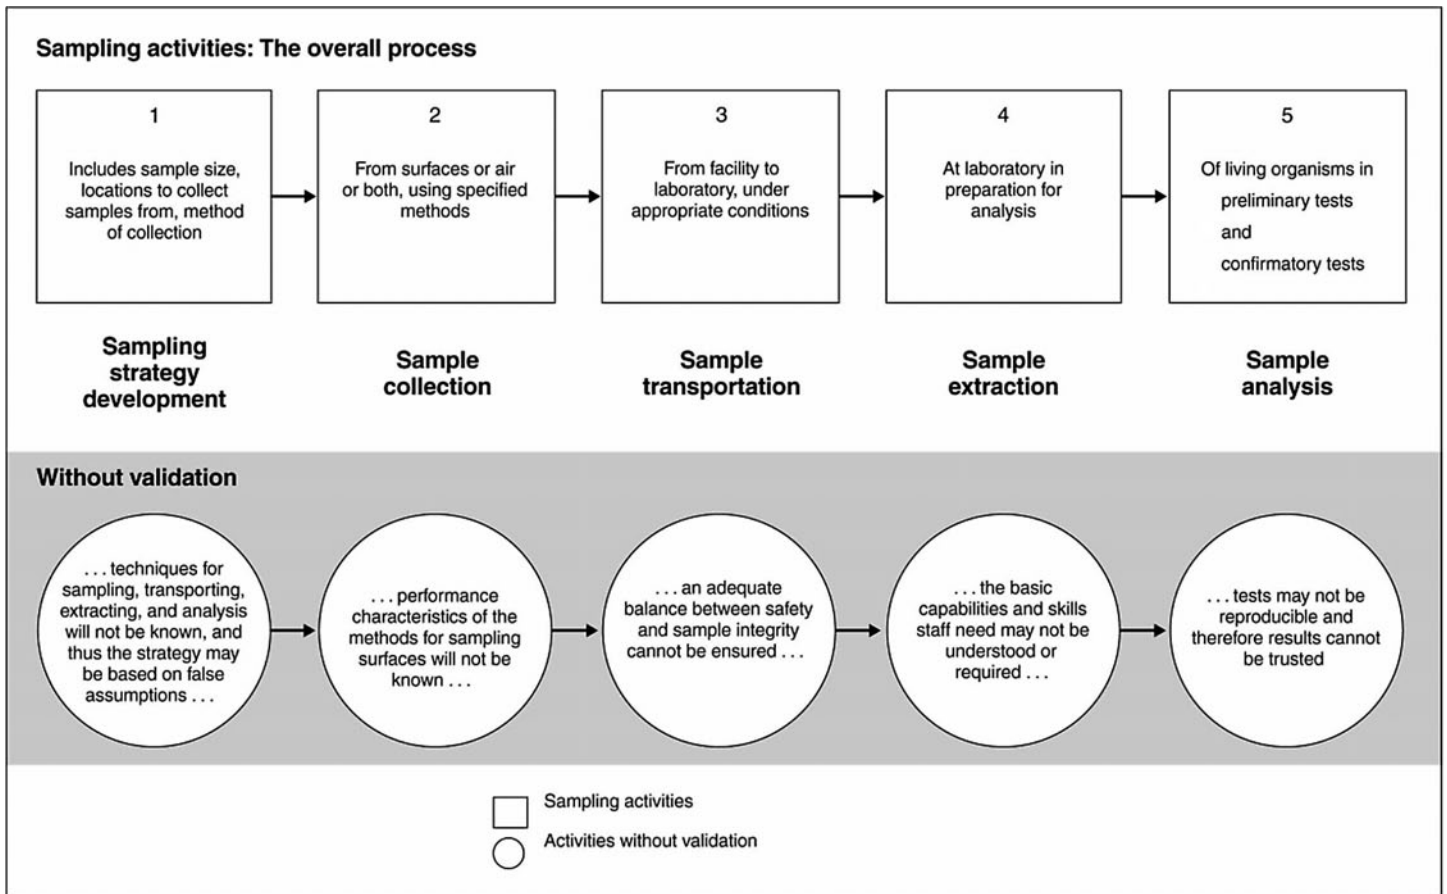 Sampling activities: The overall process
1
Includes sample size,
locations to collect
samples from, method
of collection
2
From surfaces or air
or both, using specified
methods
3
From facility to
laboratory, under
appropriate conditions
4
At laboratory in
preparation for
analysis
5
Of living organisms in
preliminary tests
and
confirmatory tests
Sampling
strategy
development
Sample
collection
Sample
transportation
Sample
extraction
Sample
analysis
Without validation
. . . techniques for
sampling, transporting,
extracting, and analysis
will not be known, and
thus the strategy may
be based on false
assumptions . . .
. . . performance
characteristics of the
methods for sampling
surfaces will not be
known . . .
. . . an adequate
balance between safety
and sample integrity
cannot be ensured . . .
. . . the basic
capabilities and skills
staff need may not be
understood or
required . . .
. . . tests may not be
reproducible and
therefore results cannot
be trusted
Sampling activities
Activities without validation